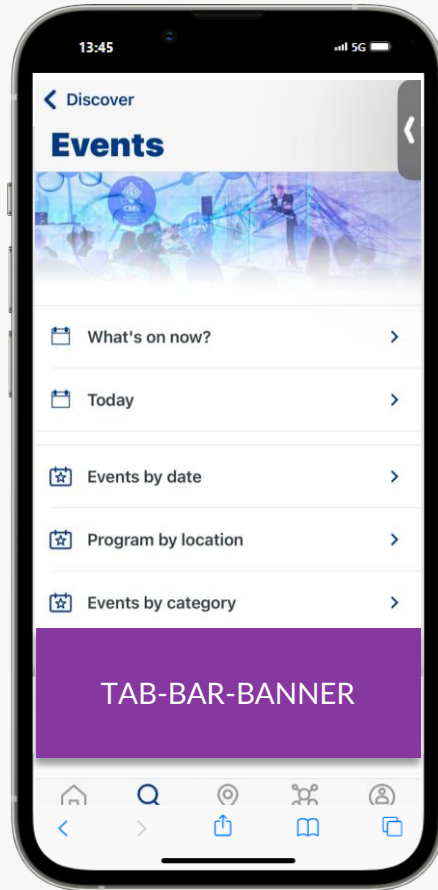 13:45
5G
Discover
Events
CMS
What's on now?
Today
Events by date
Program by location
Events by category
TAB-BAR-BANNER